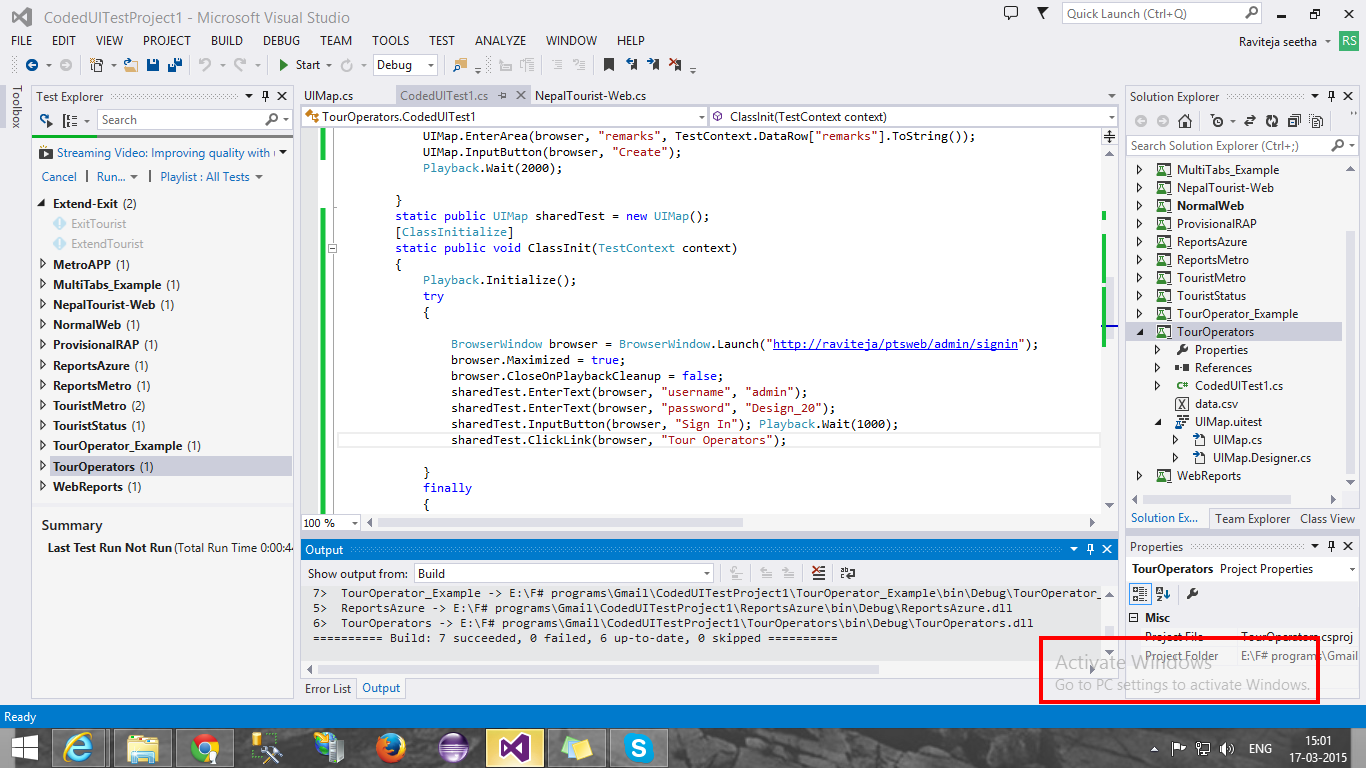 CodedUITestProject1 - Microsoft Visual Studio
Quick Launch (Ctrl+Q)
FILE EDIT VIEW PROJECT BUILD DEBUG TEAM TOOLS TEST ANALYZE WINDOW HELP
Raviteja seetha RS
Start Debug
Toolbox
Test Explorer
Search
Streaming Video: Improving quality with
Cancel | Run... | Playlist : All Tests
Extend-Exit (2)
ExitTourist
ExtendTourist
MetroAPP (1)
MultiTabs_Example (1)
NepalTourist-Web (1)
NormalWeb (1)
ProvisionalRAP (1)
ReportsAzure (1)
ReportsMetro (1)
TouristMetro (2)
TouristStatus (1)
TourOperator_Example (1)
TourOperators (1)
WebReports (1)
Summary
Last Test Run Not Run (Total Run Time 0:00:44
UIMap.cs CodedUITest1.cs NepalTourist-Web.cs
TourOperators.CodedUITest1 ClassInit(TestContext context)
UIMap.EnterArea(browser, "remarks", TestContext.DataRow["remarks"].ToString());
UIMap.InputButton(browser, "Create");
Playback.Wait(2000);
}
static public UIMap sharedTest = new UIMap();
[ClassInitialize]
static public void ClassInit(TestContext context)
{
Playback.Initialize();
try
{
BrowserWindow browser = BrowserWindow.Launch("http://raviteja/ptsweb/admin/signin");
browser.Maximized = true;
browser.CloseOnPlaybackCleanup = false;
sharedTest.EnterText(browser, "username", "admin");
sharedTest.EnterText(browser, "password", "Design_20");
sharedTest.InputButton(browser, "Sign In"); Playback.Wait(1000);
sharedTest.ClickLink(browser, "Tour Operators");
}
finally
{
100 %
Output
Show output from: Build
7> TourOperator_Example -> E:\F# programs\Gmail\CodedUITestProject1\TourOperator_Example\bin\Debug\TourOperator_
5> ReportsAzure -> E:\F# programs\Gmail\CodedUITestProject1\ReportsAzure\bin\Debug\ReportsAzure.dll
6> TourOperators -> E:\F# programs\Gmail\CodedUITestProject1\TourOperators\bin\Debug\TourOperators.dll
========== Build: 7 succeeded, 0 failed, 6 up-to-date, 0 skipped ==========
Error List Output
Solution Explorer
Search Solution Explorer (Ctrl+;)
MultiTabs_Example
NepalTourist-Web
NormalWeb
ProvisionalRAP
ReportsAzure
ReportsMetro
TouristMetro
TouristStatus
TourOperator_Example
TourOperators
Properties
References
CodedUITest1.cs
data.csv
UIMap.uitest
UIMap.cs
UIMap.Designer.cs
WebReports
Solution Ex... Team Explorer Class View
Properties
TourOperators Project Properties
Misc
Project File TourOperators.csproj
Project Folder E:\F# programs\Gmail
Activate Windows
Go to PC settings to activate Windows.
Ready
ENG
15:01
17-03-2015